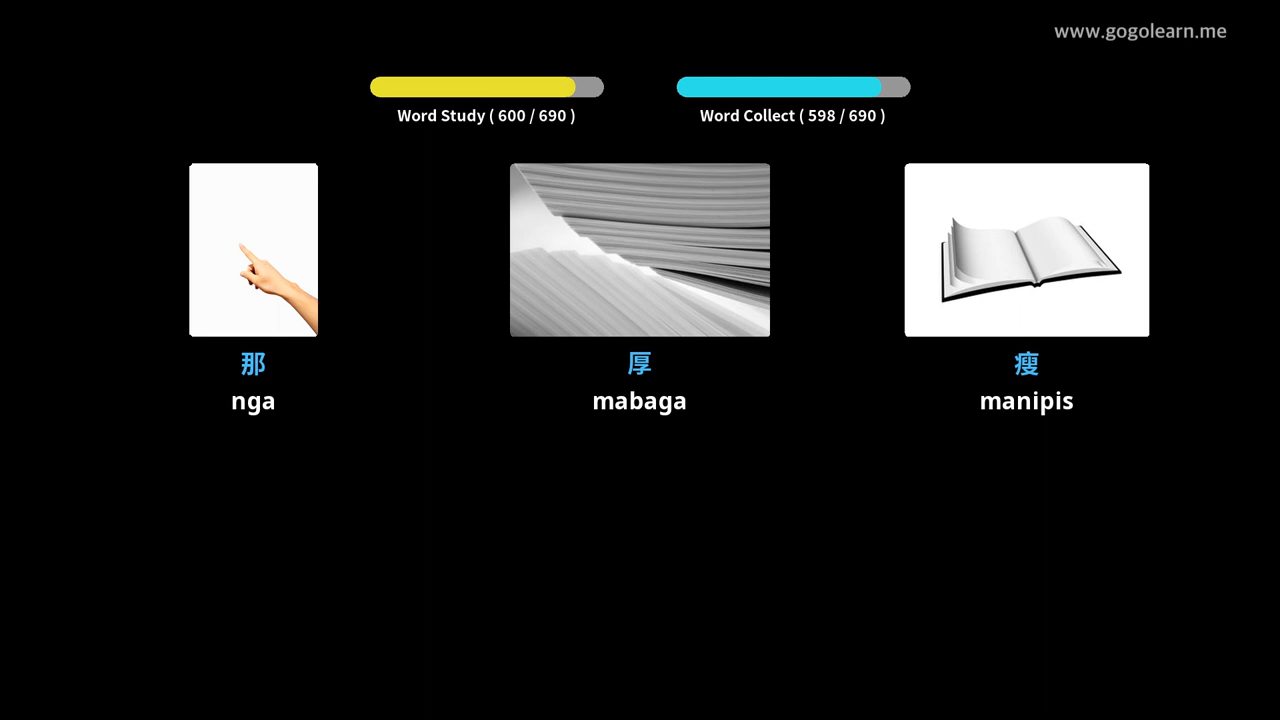 www.gogolearn.me
Word Study ( 600 / 690 )
Word Collect ( 598 / 690 )
那
厚
瘦
nga
mabaga
manipis